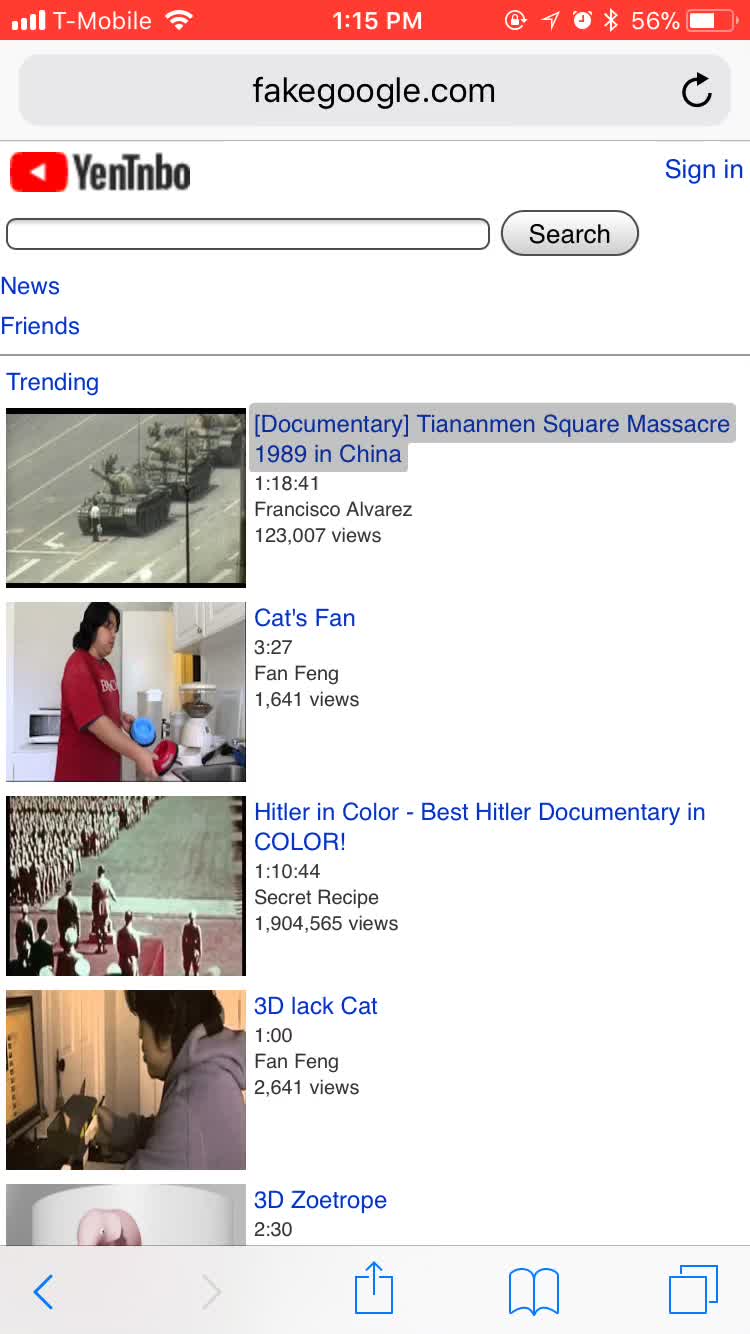 T-Mobile 1:15 PM 56%
fakegoogle.com
YenTnbo Sign in
Search
News
Friends
Trending
[Documentary] Tiananmen Square Massacre
1989 in China
1:18:41
Francisco Alvarez
123,007 views
Cat's Fan
3:27
Fan Feng
1,641 views
Hitler in Color - Best Hitler Documentary in
COLOR!
1:10:44
Secret Recipe
1,904,565 views
3D lack Cat
1:00
Fan Feng
2,641 views
3D Zoetrope
2:30